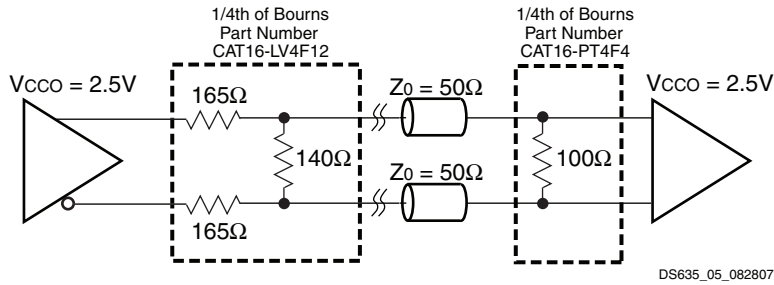 1/4th of Bourns
Part Number
CAT16-LV4F12
1/4th of Bourns
Part Number
CAT16-PT4F4
VCCO = 2.5V
165Ω
Z0 = 50Ω
VCCO = 2.5V
140Ω
100Ω
Z0 = 50Ω
165Ω
DS635_05_082807